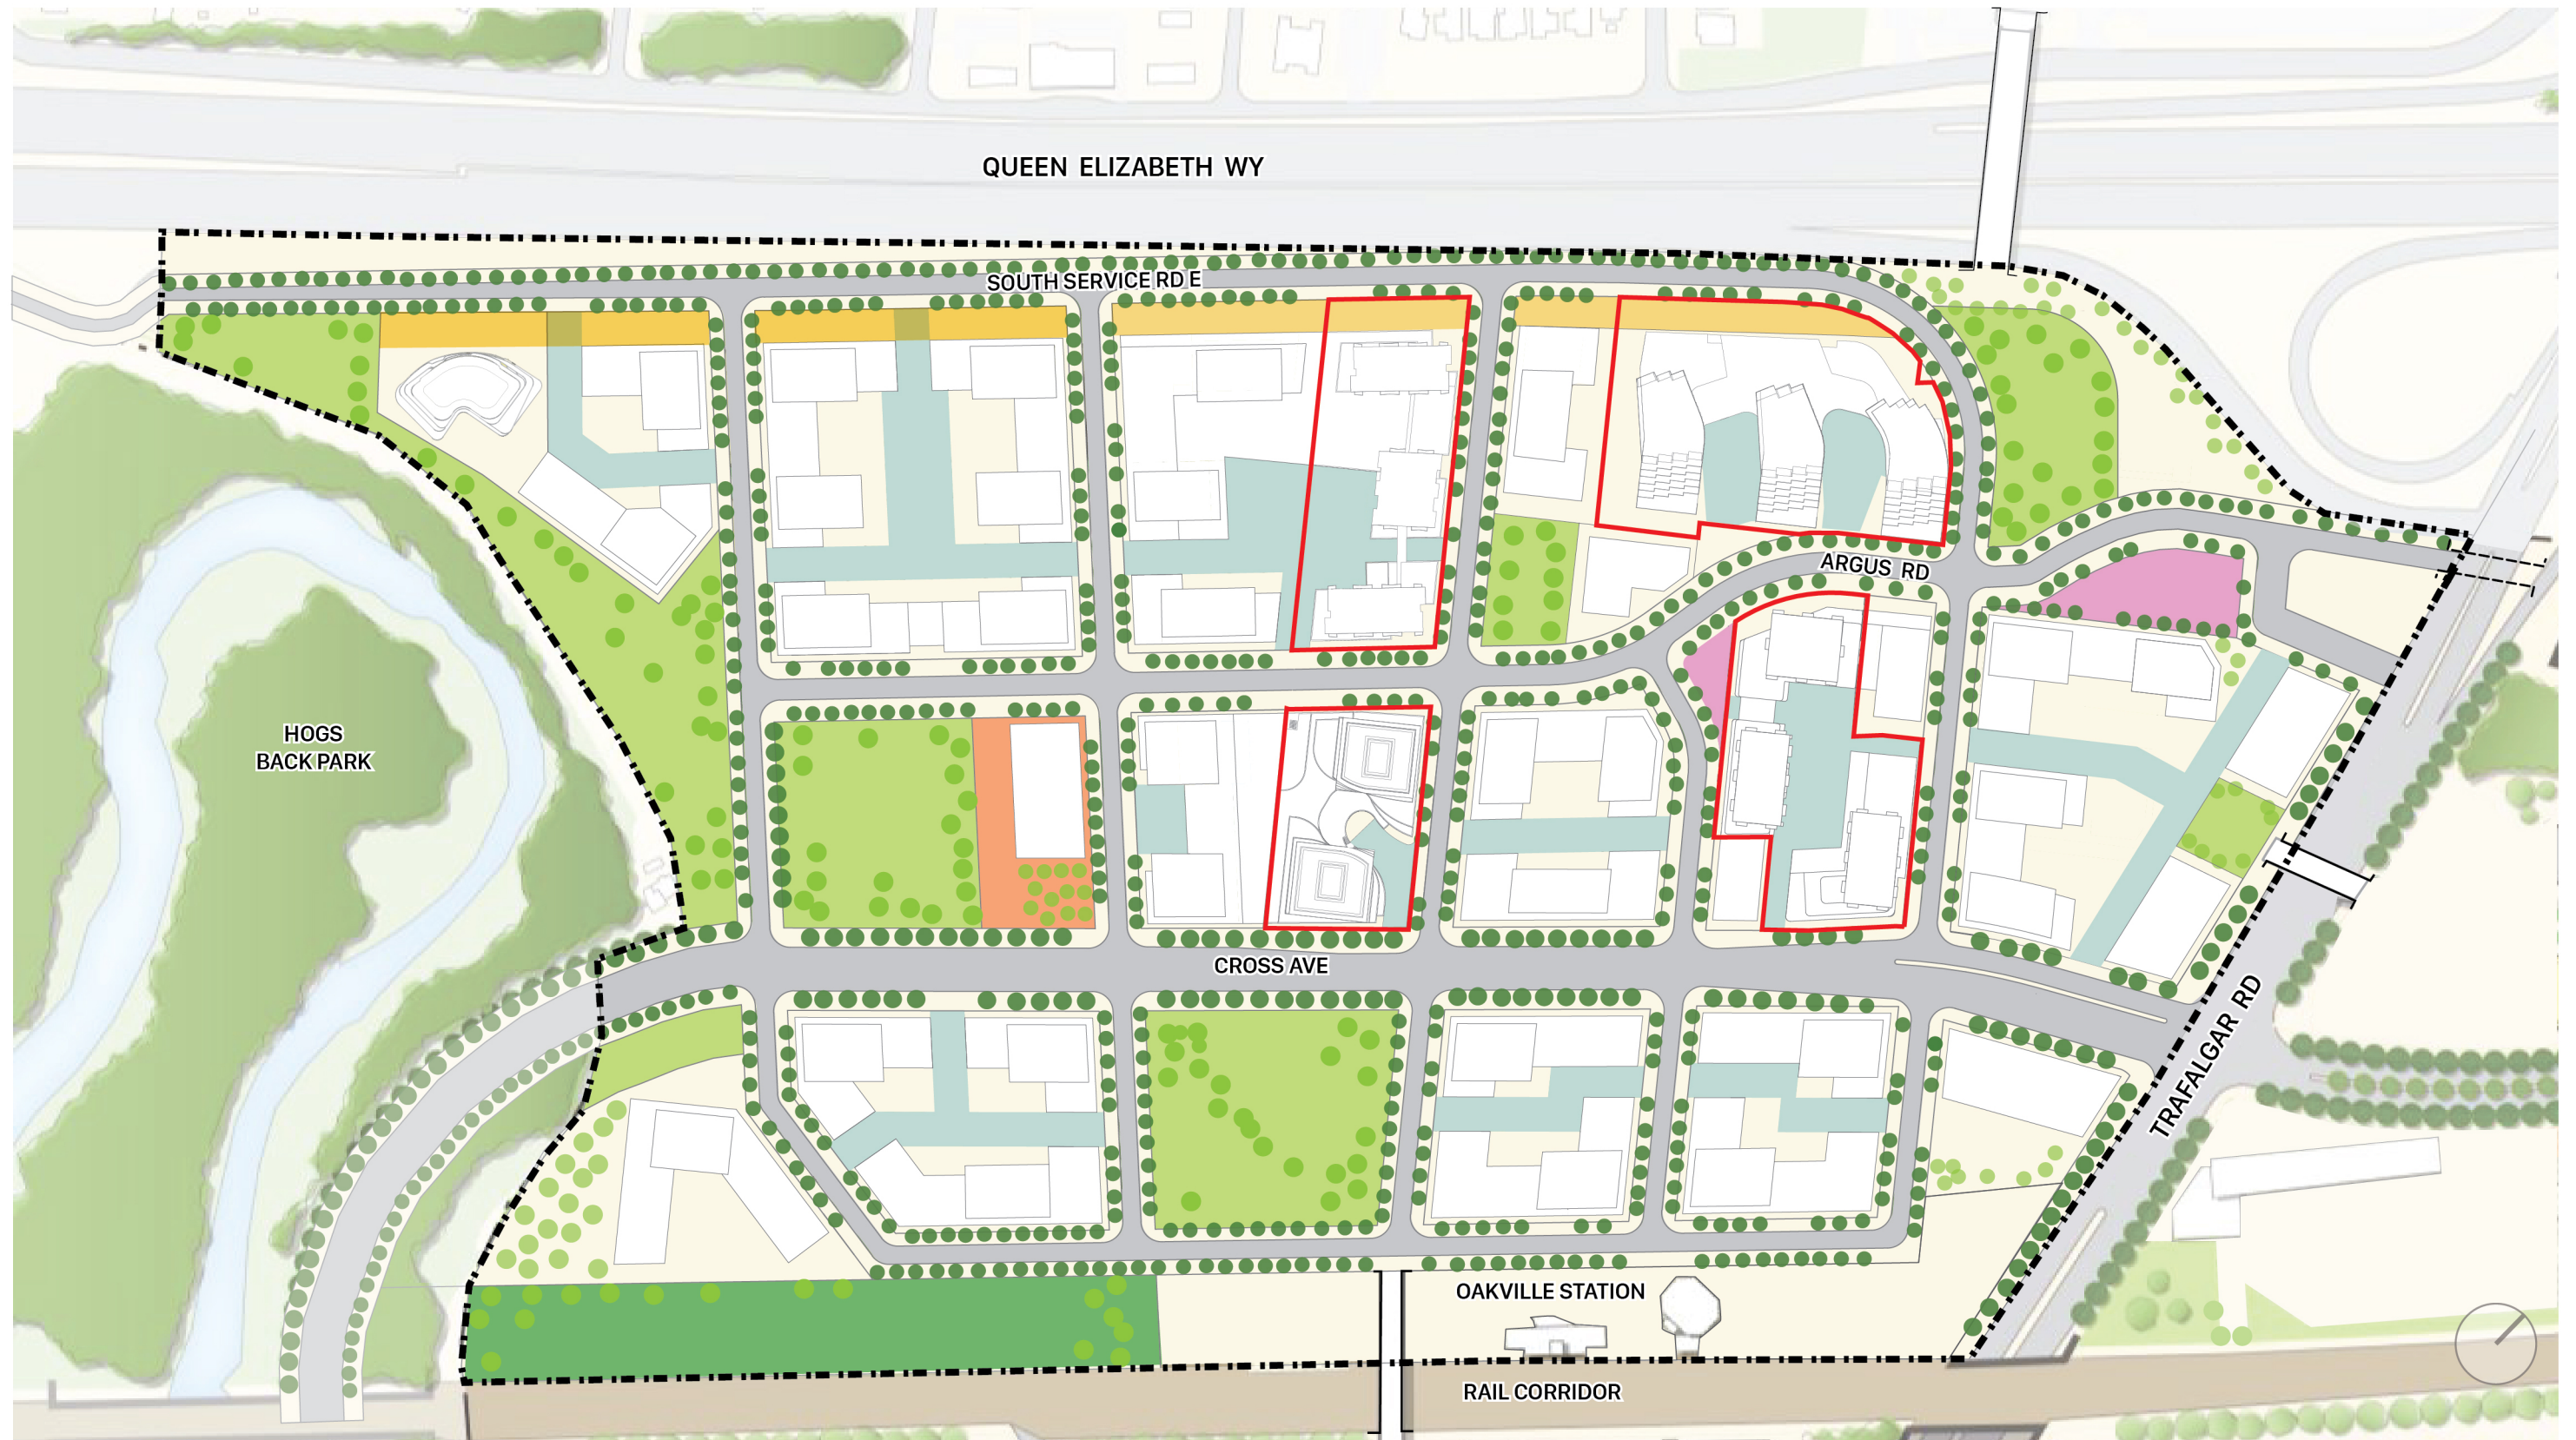 QUEEN ELIZABETH WY
SOUTH SERVICE RD E
ARGUS RD
HOGS
BACK PARK
CROSS AVE
TRAFALGAR RD
OAKVILLE STATION
RAIL CORRIDOR